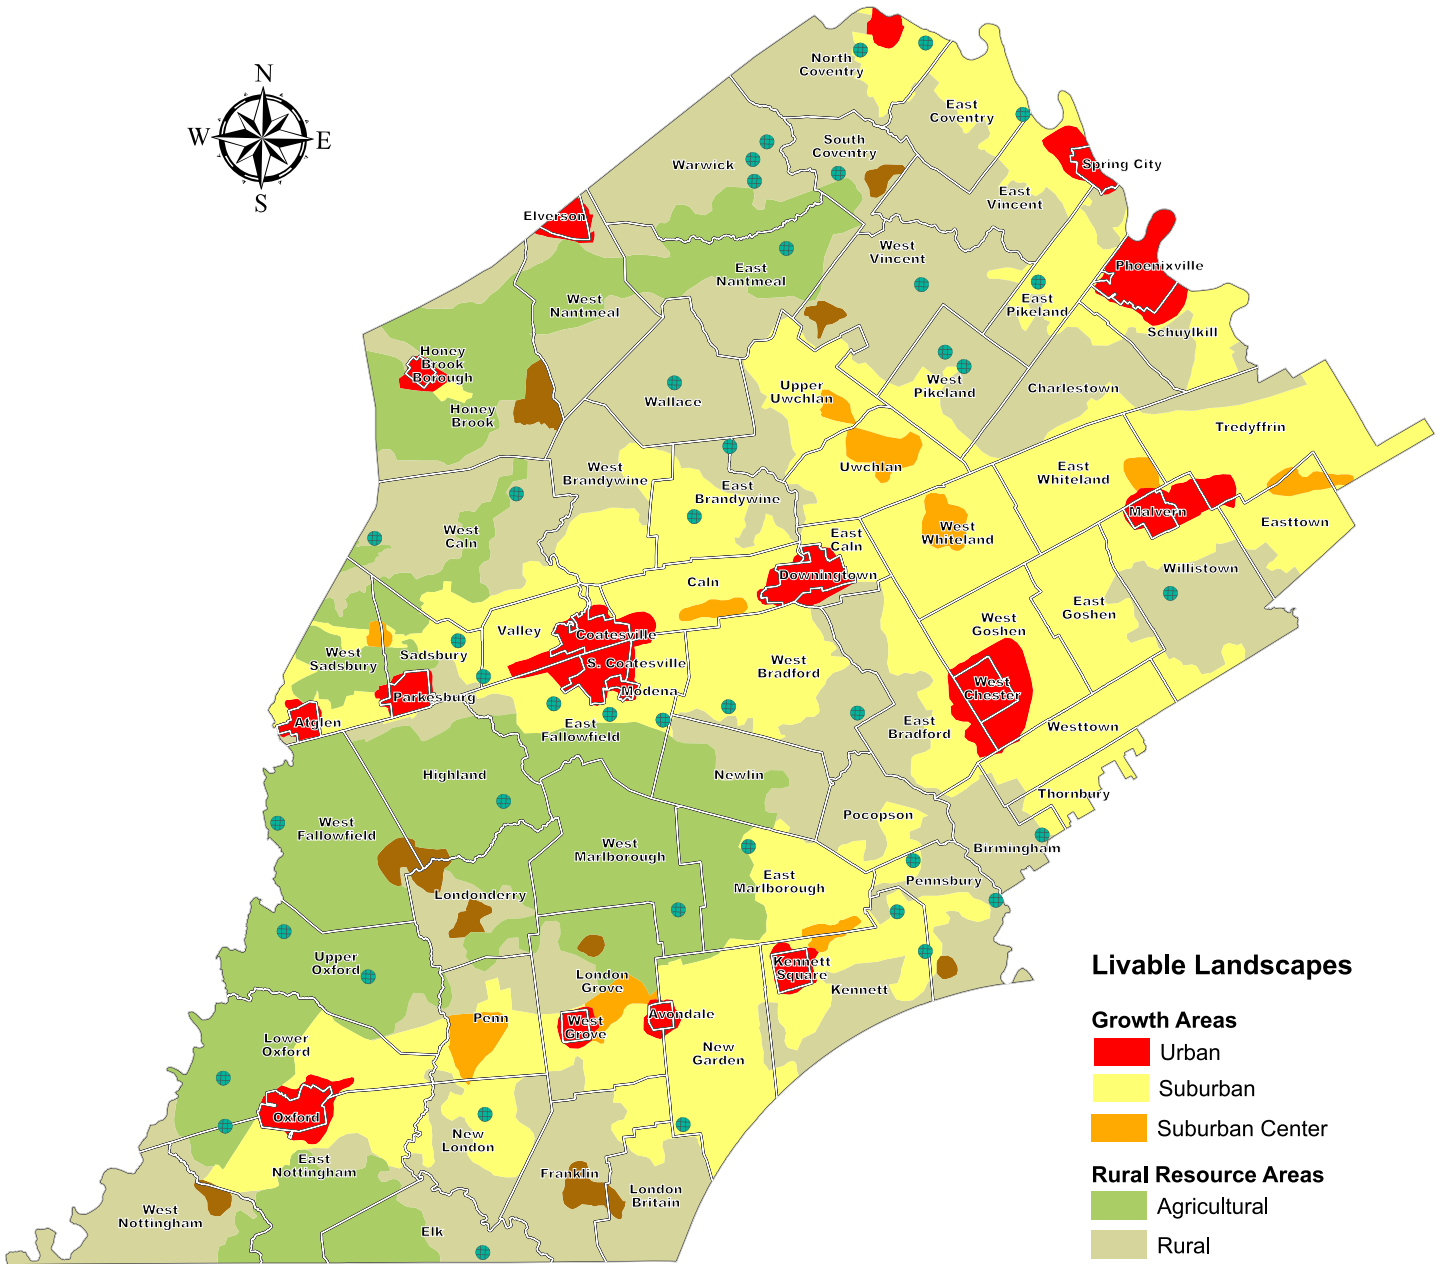 N
W
E
S
North
Coventry
East
Coventry
South
Coventry
Warwick
Spring City
East
Vincent
Elverson
West
Vincent
East
Nantmeal
Phoenixville
West
Nantmeal
East
Pikeland
Schuylkill
Honey
Brook
Borough
Honey
Brook
Wallace
Upper
Uwchlan
West
Pikeland
Charlestown
Tredyffrin
Uwchlan
West
Brandywine
East
Brandywine
East
Whiteland
Malvern
Easttown
West
Whiteland
West
Caln
East
Caln
Caln
Downingtown
Willistown
East
Goshen
West
Goshen
Valley
Coatesville
Sadsbury
West
Sadsbury
S. Coatesville
West
Bradford
Modena
Parkesburg
West
Chester
Atglen
East
Fallowfield
East
Bradford
Westtown
Highland
Newlin
Thornbury
West
Fallowfield
Pocopson
West
Marlborough
Birmingham
East
Marlborough
Pennsbury
Londonderry
Upper
Oxford
London
Grove
Kennett
Square
Kennett
Penn
West
Grove
Avondale
Lower
Oxford
New
Garden
Oxford
New
London
East
Nottingham
Franklin
London
Britain
West
Nottingham
Elk
Livable Landscapes
Growth Areas
Urban
Suburban
Suburban Center
Rural Resource Areas
Agricultural
Rural